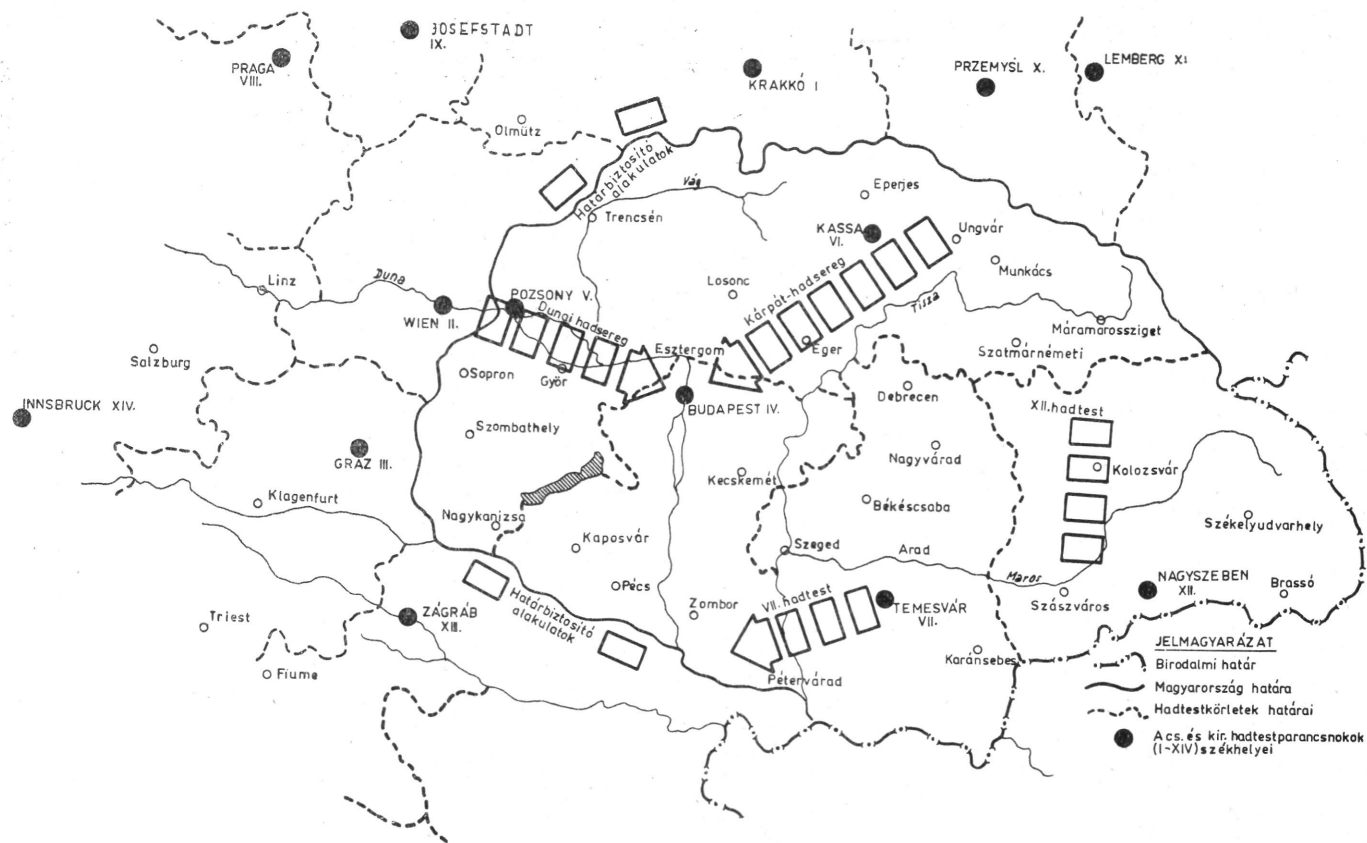 JOSEFSTADT
IX.
PRAGA
VIII.
KRAKKÓ I
PRZEMYŚL X.
LEMBERG XI.
Olmütz
Határbiztosító
alakulatok
Vág
Trencsén
Eperjes
KASSA
VI.
Ungvár
Munkács
Linz
Duna
POZSONY V.
WIEN II.
Dunai hadsereg
Losonc
Kárpát-hadsereg
Tisza
Máramarossziget
Salzburg
Sopron
Győr
Esztergom
Eger
Szatmárnémeti
INNSBRUCK XIV.
BUDAPEST IV.
Debrecen
XII. hadtest
Szombathely
GRAZ III.
Kecskemét
Nagyvárad
Kolozsvár
Klagenfurt
Nagykanizsa
Kaposvár
Békéscsaba
Székelyudvarhely
Szeged
Arad
Maros
Pécs
Triest
ZÁGRÁB
XIII.
Határbiztosító
alakulatok
Zombor
VII. hadtest
TEMESVÁR
VII.
Szászváros
NAGYSZEBEN
XII.
Brassó
Fiume
Pétervárad
Karánsebes
JELMAGYARÁZAT
Birodalmi határ
Magyarország határa
Hadtestkörletek határai
A cs. és kir. hadtestparancsnokok
(I-XIV) székhelyei